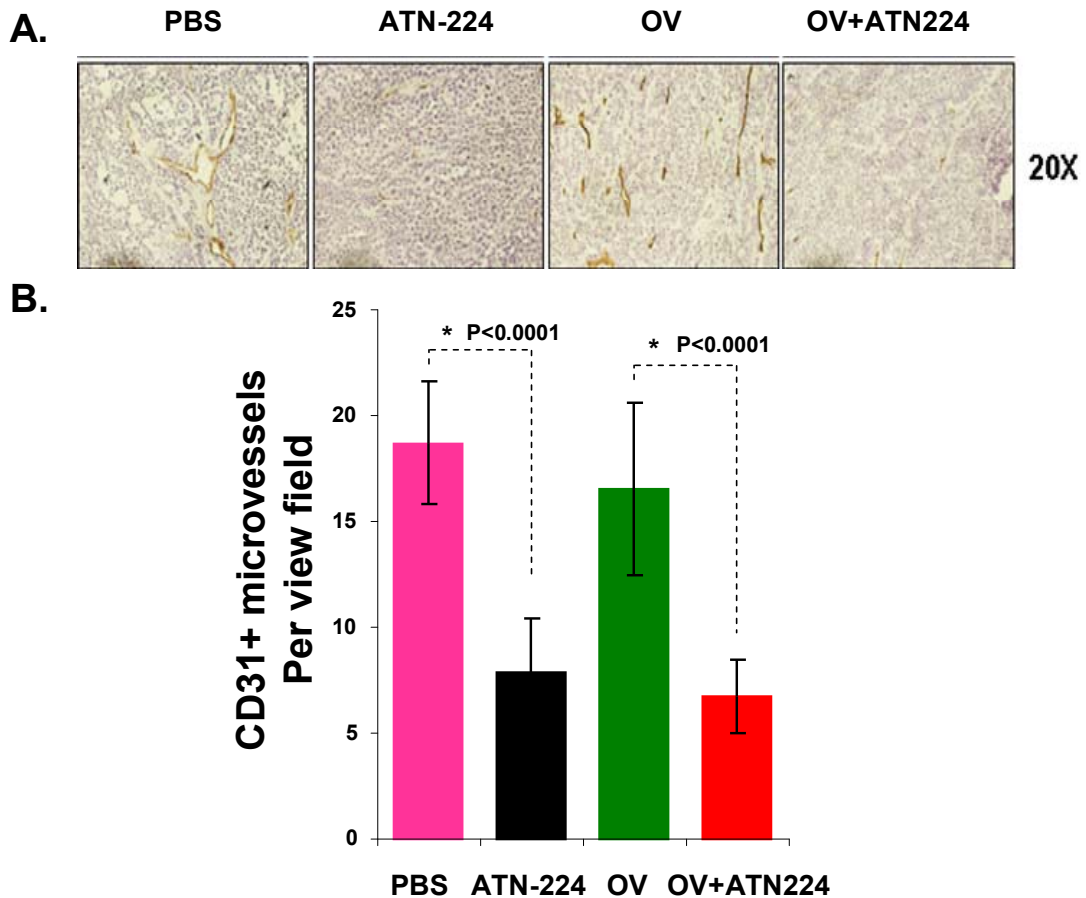 A.
PBS ATN-224 OV OV+ATN224
20X
B.
CD31+ microvessels
Per view field
25
20
15
10
5
0
* P<0.0001
* P<0.0001
PBS ATN-224 OV OV+ATN224